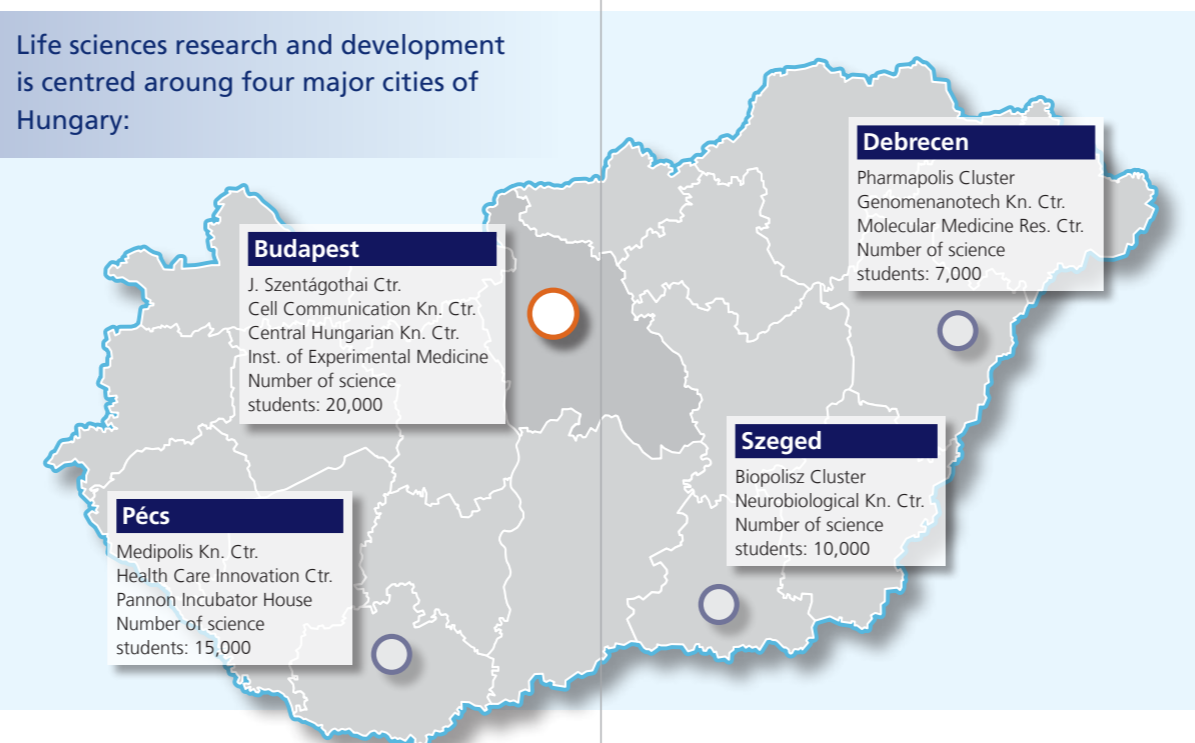 Life sciences research and development
is centred aroung four major cities of
Hungary:
Budapest
J. Szentágothai Ctr.
Cell Communication Kn. Ctr.
Central Hungarian Kn. Ctr.
Inst. of Experimental Medicine
Number of science
students: 20,000
Debrecen
Pharmapolis Cluster
Genomenanotech Kn. Ctr.
Molecular Medicine Res. Ctr.
Number of science
students: 7,000
Pécs
Medipolis Kn. Ctr.
Health Care Innovation Ctr.
Pannon Incubator House
Number of science
students: 15,000
Szeged
Biopolisz Cluster
Neurobiological Kn. Ctr.
Number of science
students: 10,000